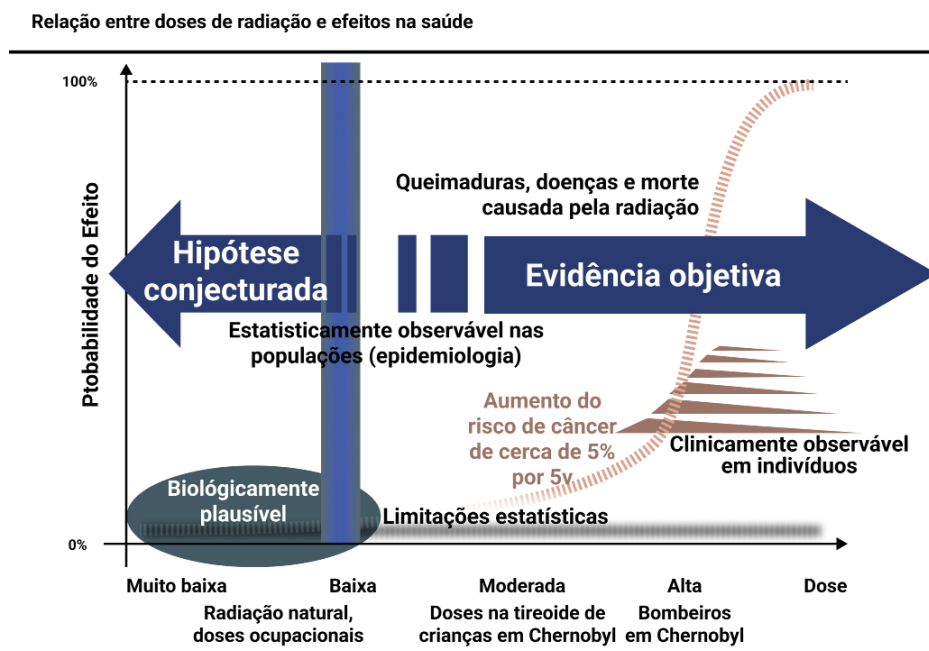 Relação entre doses de radiação e efeitos na saúde
100%
Ptobabilidade do Efeito
Queimaduras, doenças e morte
causada pela radiação
Hipótese
conjecturada
Evidência objetiva
Estatisticamente observável nas
populações (epidemiologia)
Aumento do
risco de câncer
de cerca de 5%
por 5v
Clinicamente observável
em indivíduos
Biológicamente
plausível
Limitações estatísticas
0%
Muito baixa
Baixa
Moderada
Alta
Dose
Radiação natural,
doses ocupacionais
Doses na tireoide de
crianças em Chernobyl
Bombeiros
em Chernobyl